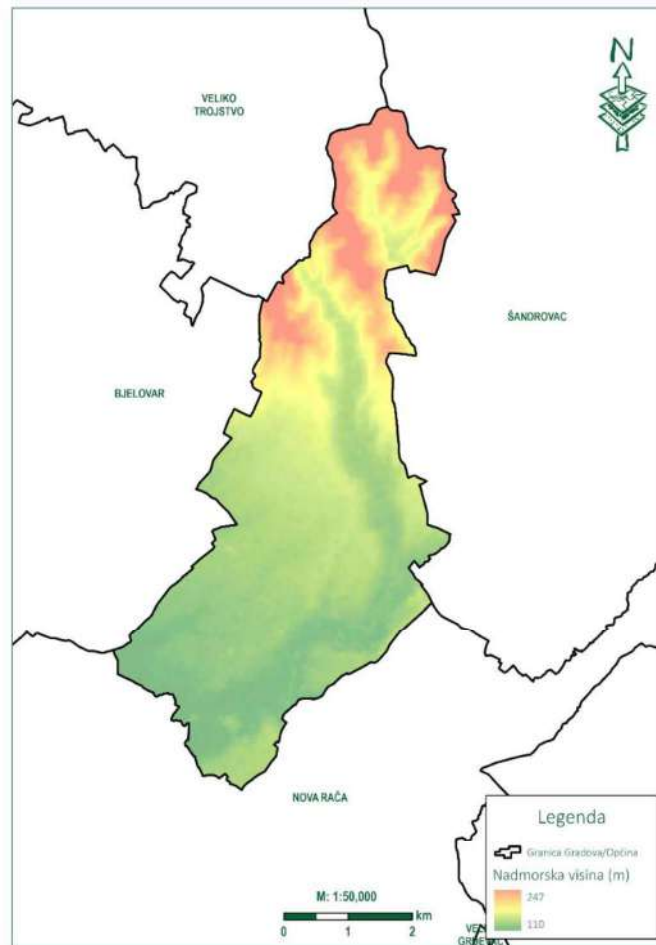 N
VELIKO
TROJSTVO
ŠANDROVAC
BJELOVAR
NOVA RAČA
Legenda
Granica Gradova/Općina
Nadmorska visina (m)
247
110
M: 1:50,000
km
0 1 2